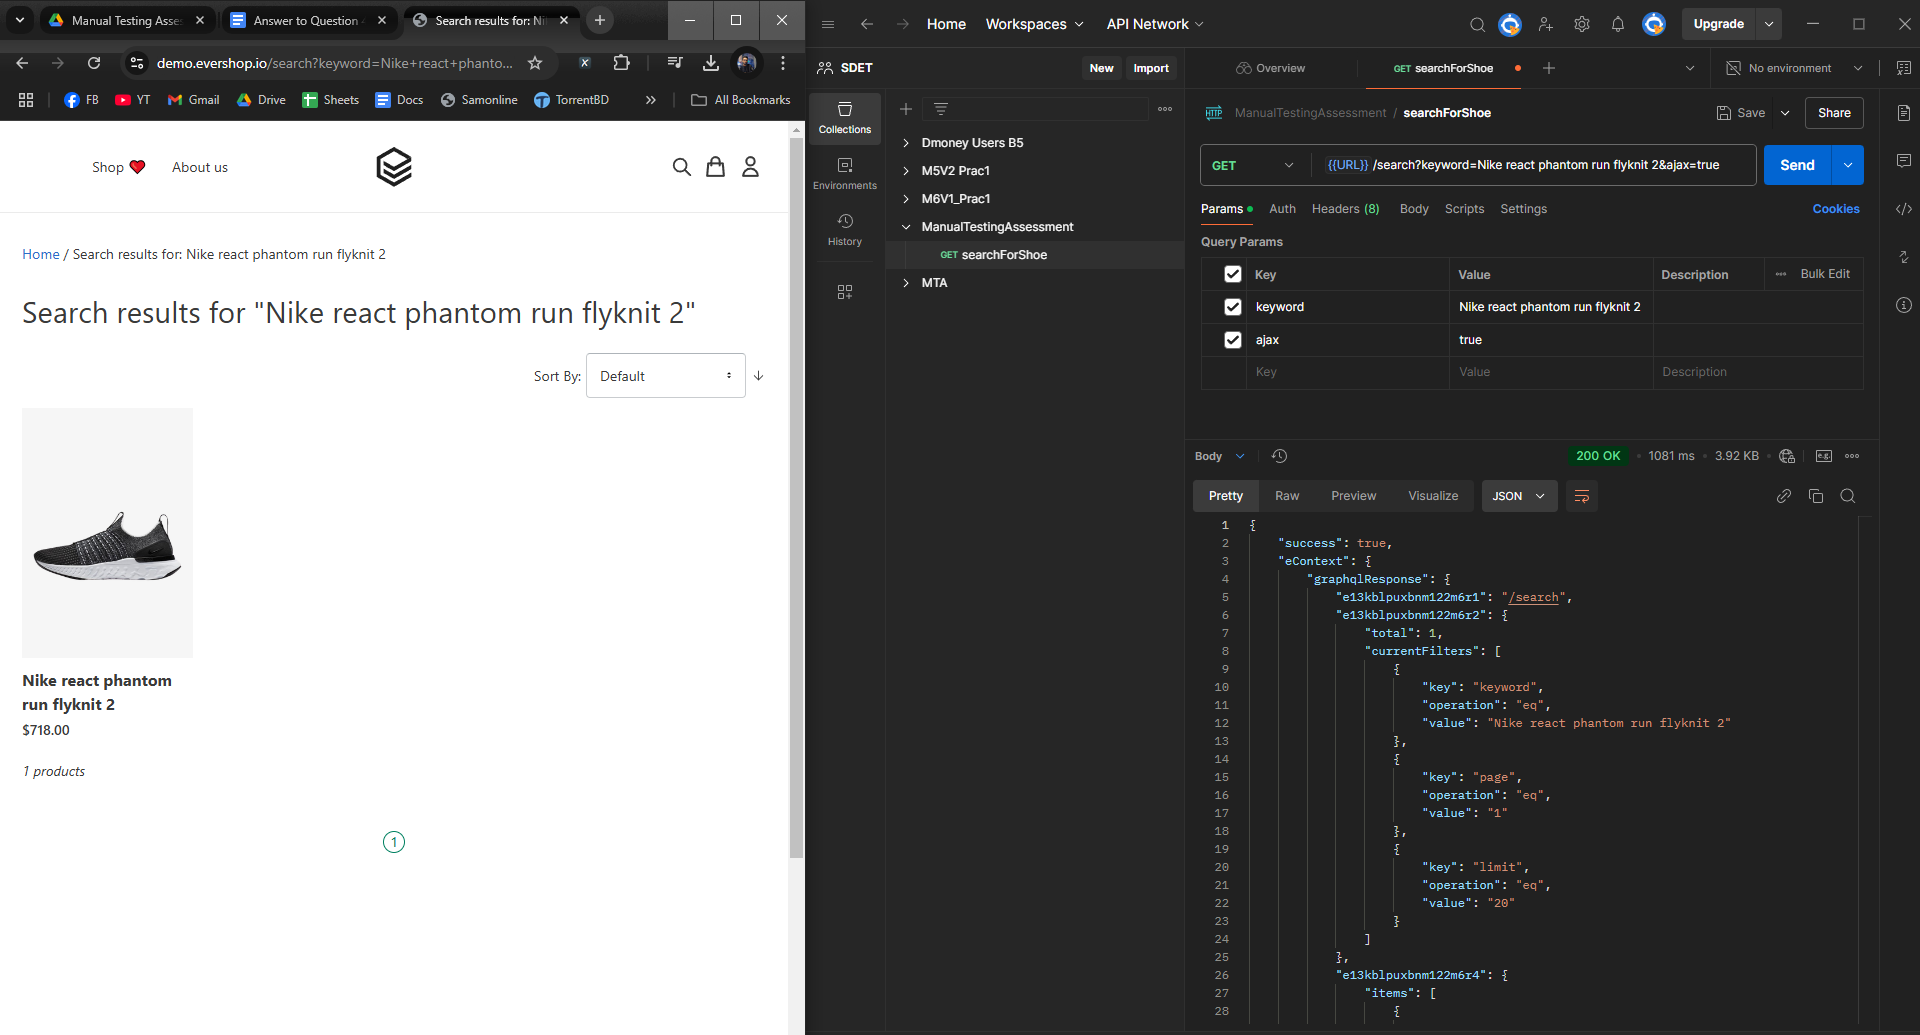 Manual Testing Asse
Answer to Question
Search results for: Ni
demo.evershop.io/search?keyword=Nike+react+phanto...
FB
YT
Gmail
Drive
Sheets
Docs
Samonline
TorrentBD
All Bookmarks
Shop
About us
Home / Search results for: Nike react phantom run flyknit 2
Search results for "Nike react phantom run flyknit 2"
Sort By:
Default
Nike react phantom
run flyknit 2
$718.00
1 products
1
Home
Workspaces
API Network
Upgrade
SDET
New
Import
Overview
GET searchForShoe
No environment
Collections
Environments
History
Dmoney Users B5
M5V2 Prac1
M6V1_Prac1
ManualTestingAssessment
GET searchForShoe
MTA
HTTP
ManualTestingAssessment / searchForShoe
Save
Share
GET
{{URL}} /search?keyword=Nike react phantom run flyknit 2&ajax=true
Send
Params
Auth
Headers (8)
Body
Scripts
Settings
Cookies
Query Params
Key
Value
Description
Bulk Edit
keyword
Nike react phantom run flyknit 2
ajax
true
Key
Value
Description
Body
200 OK
1081 ms
3.92 KB
e.g.
Pretty
Raw
Preview
Visualize
JSON
1 {
2 "success": true,
3 "eContext": {
4 "graphqlResponse": {
5 "e13kblpuxbnm122m6r1": "/search",
6 "e13kblpuxbnm122m6r2": {
7 "total": 1,
8 "currentFilters": [
9 {
10 "key": "keyword",
11 "operation": "eq",
12 "value": "Nike react phantom run flyknit 2"
13 },
14 {
15 "key": "page",
16 "operation": "eq",
17 "value": "1"
18 },
19 {
20 "key": "limit",
21 "operation": "eq",
22 "value": "20"
23 }
24 ]
25 },
26 "e13kblpuxbnm122m6r4": {
27 "items": [
28 {